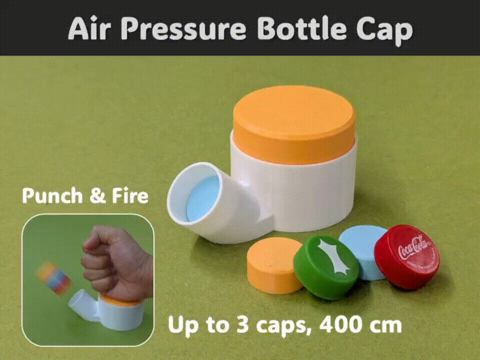 Air Pressure Bottle Cap
Punch & Fire
Coca-Cola
Up to 3 caps, 400 cm